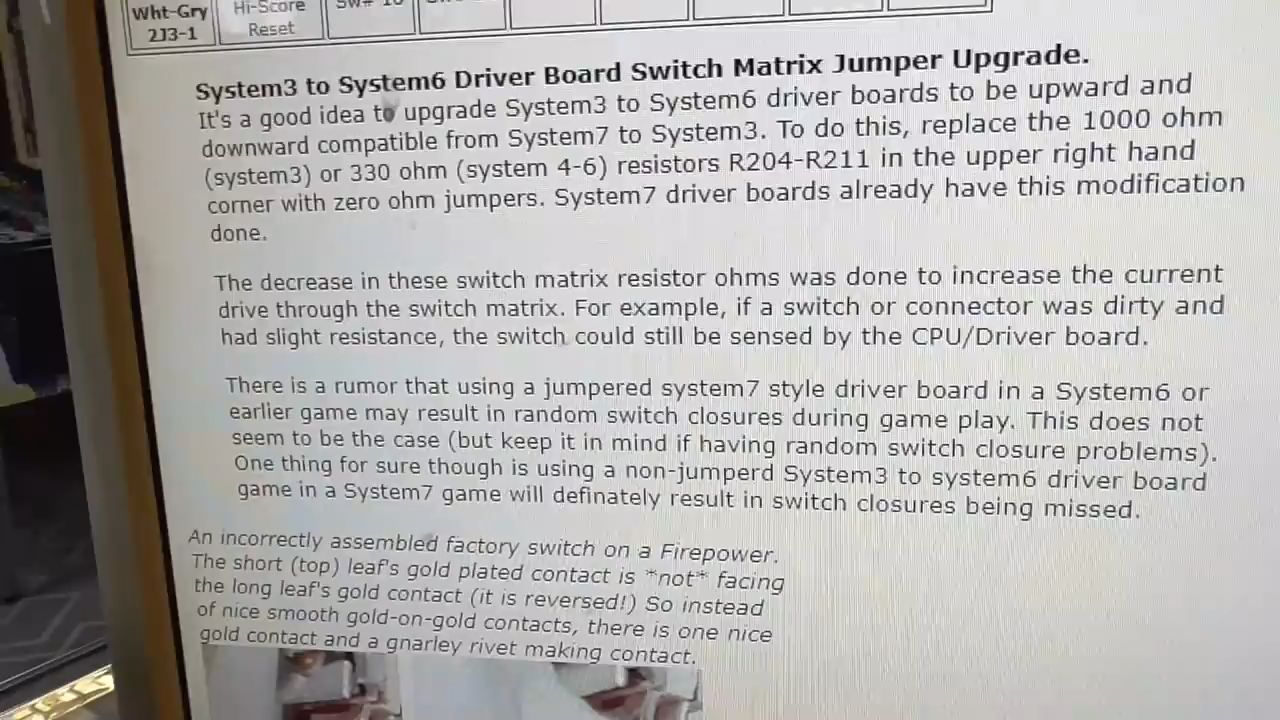 Wht-Gry
2J3-1
Hi-Score
Reset
System3 to System6 Driver Board Switch Matrix Jumper Upgrade.
It's a good idea to upgrade System3 to System6 driver boards to be upward and
downward compatible from System7 to System3. To do this, replace the 1000 ohm
(system3) or 330 ohm (system 4-6) resistors R204-R211 in the upper right hand
corner with zero ohm jumpers. System7 driver boards already have this modification
done.
The decrease in these switch matrix resistor ohms was done to increase the current
drive through the switch matrix. For example, if a switch or connector was dirty and
had slight resistance, the switch could still be sensed by the CPU/Driver board.
There is a rumor that using a jumpered system7 style driver board in a System6 or
earlier game may result in random switch closures during game play. This does not
seem to be the case (but keep it in mind if having random switch closure problems).
One thing for sure though is using a non-jumperd System3 to system6 driver board
game in a System7 game will definately result in switch closures being missed.
An incorrectly assembled factory switch on a Firepower.
The short (top) leaf's gold plated contact is *not* facing
the long leaf's gold contact (it is reversed!) So instead
of nice smooth gold-on-gold contacts, there is one nice
gold contact and a gnarley rivet making contact.